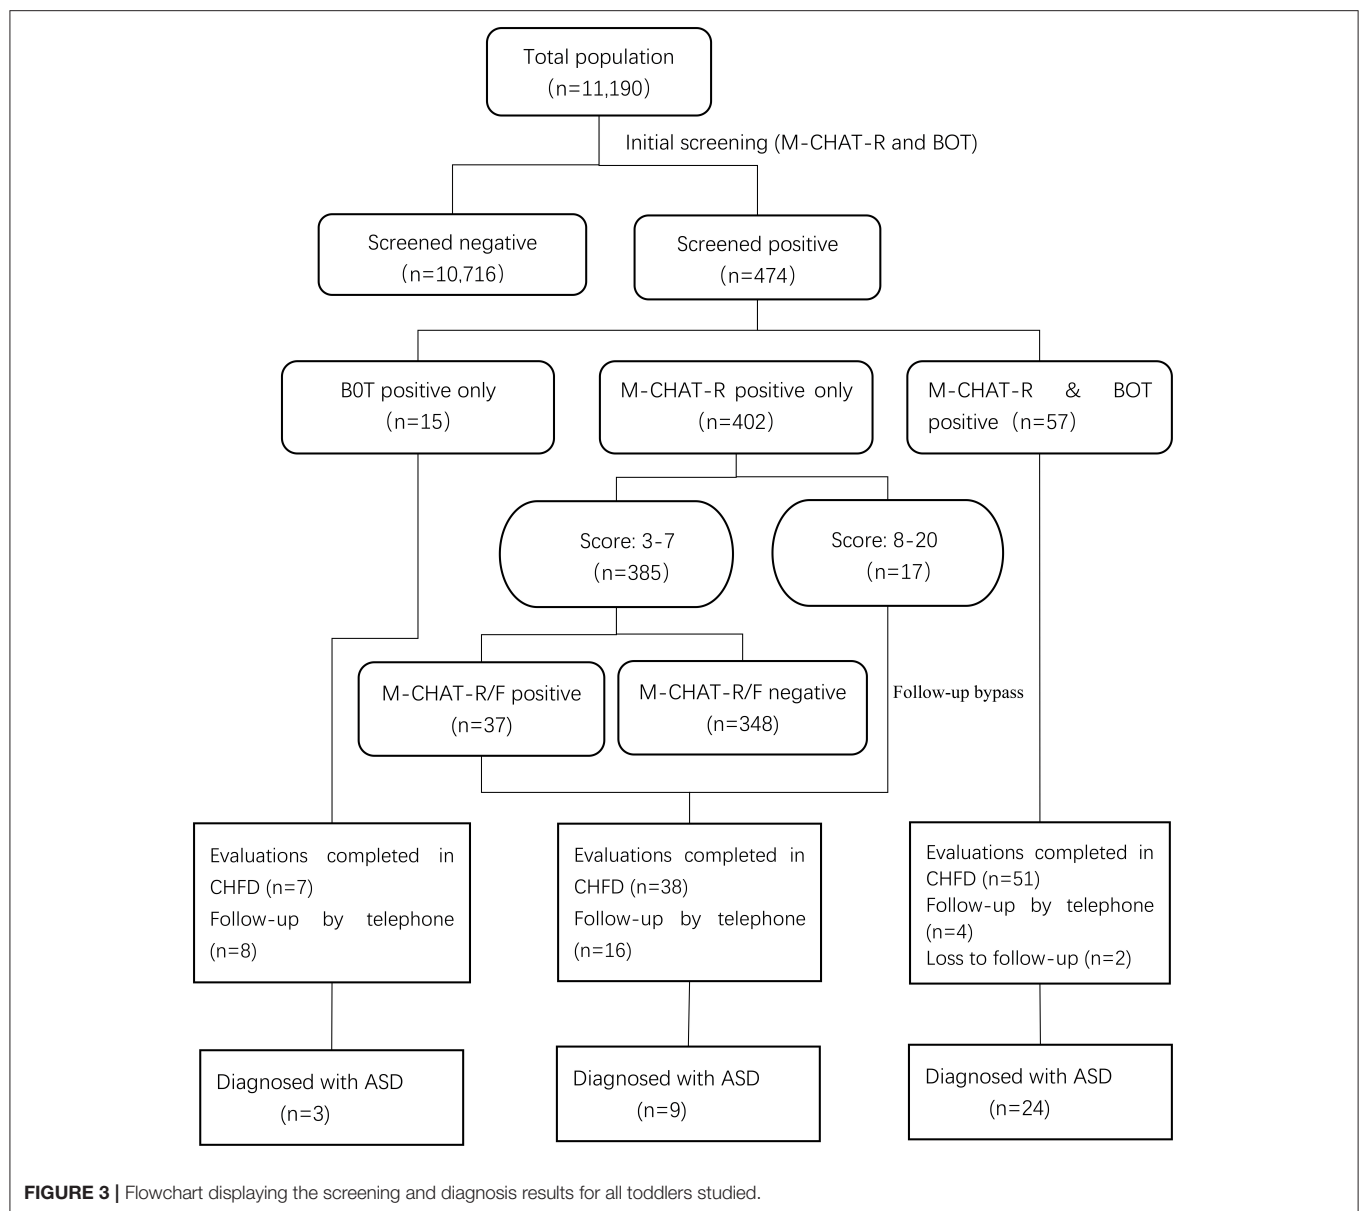 Total population
(n=11,190)
Initial screening (M-CHAT-R and BOT)
Screened negative
(n=10,716)
Screened positive
(n=474)
B0T positive only
(n=15)
M-CHAT-R positive only
(n=402)
M-CHAT-R & BOT
positive (n=57)
Score: 3-7
(n=385)
Score: 8-20
(n=17)
M-CHAT-R/F positive
(n=37)
M-CHAT-R/F negative
(n=348)
Follow-up bypass
Evaluations completed in
CHFD (n=7)
Follow-up by telephone
(n=8)
Evaluations completed in
CHFD (n=38)
Follow-up by telephone
(n=16)
Evaluations completed in
CHFD (n=51)
Follow-up by telephone
(n=4)
Loss to follow-up (n=2)
Diagnosed with ASD
(n=3)
Diagnosed with ASD
(n=9)
Diagnosed with ASD
(n=24)
FIGURE 3 | Flowchart displaying the screening and diagnosis results for all toddlers studied.